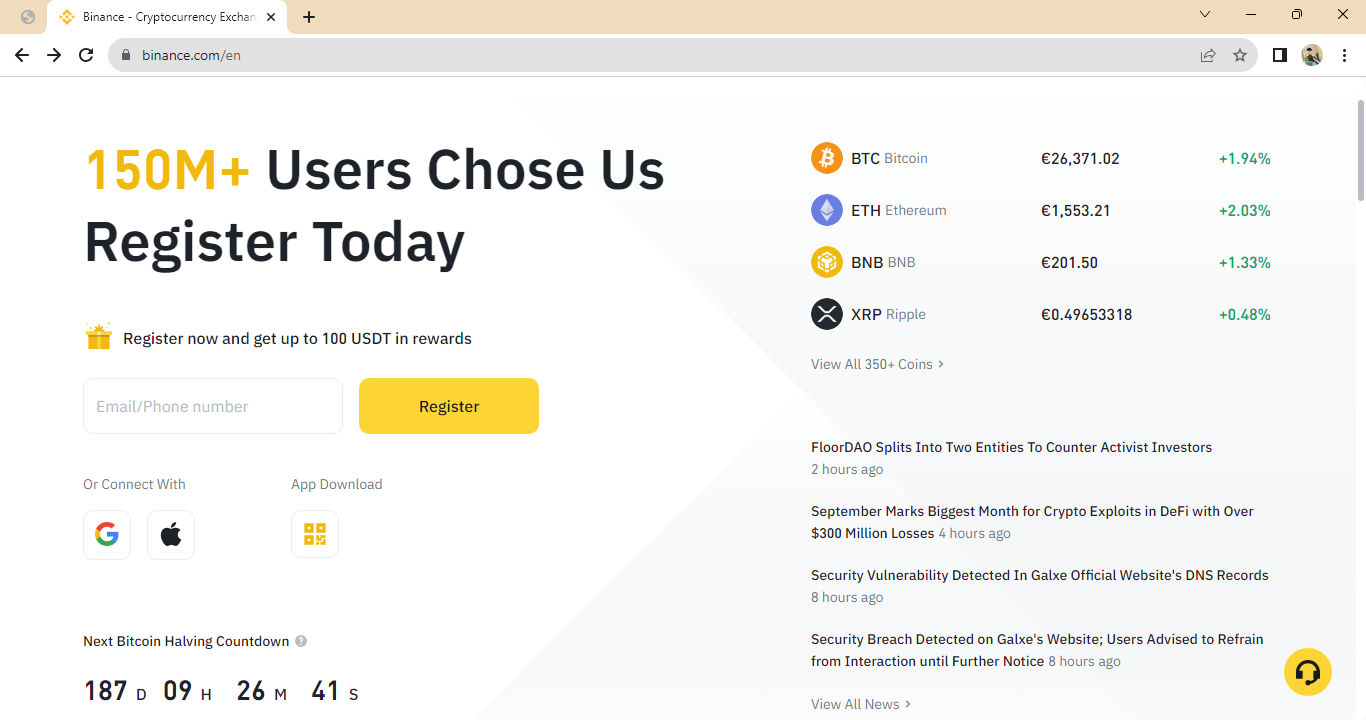 Binance - Cryptocurrency Exchan
binance.com/en
150M+ Users Chose Us
Register Today
Register now and get up to 100 USDT in rewards
Email/Phone number
Register
Or Connect With
App Download
Next Bitcoin Halving Countdown ?
187 D 09 H 26 M 41 S
BTC Bitcoin €26,371.02 +1.94%
ETH Ethereum €1,553.21 +2.03%
BNB BNB €201.50 +1.33%
XRP Ripple €0.49653318 +0.48%
View All 350+ Coins >
FloorDAO Splits Into Two Entities To Counter Activist Investors
2 hours ago
September Marks Biggest Month for Crypto Exploits in DeFi with Over
$300 Million Losses 4 hours ago
Security Vulnerability Detected In Galxe Official Website's DNS Records
8 hours ago
Security Breach Detected on Galxe's Website; Users Advised to Refrain
from Interaction until Further Notice 8 hours ago
View All News >